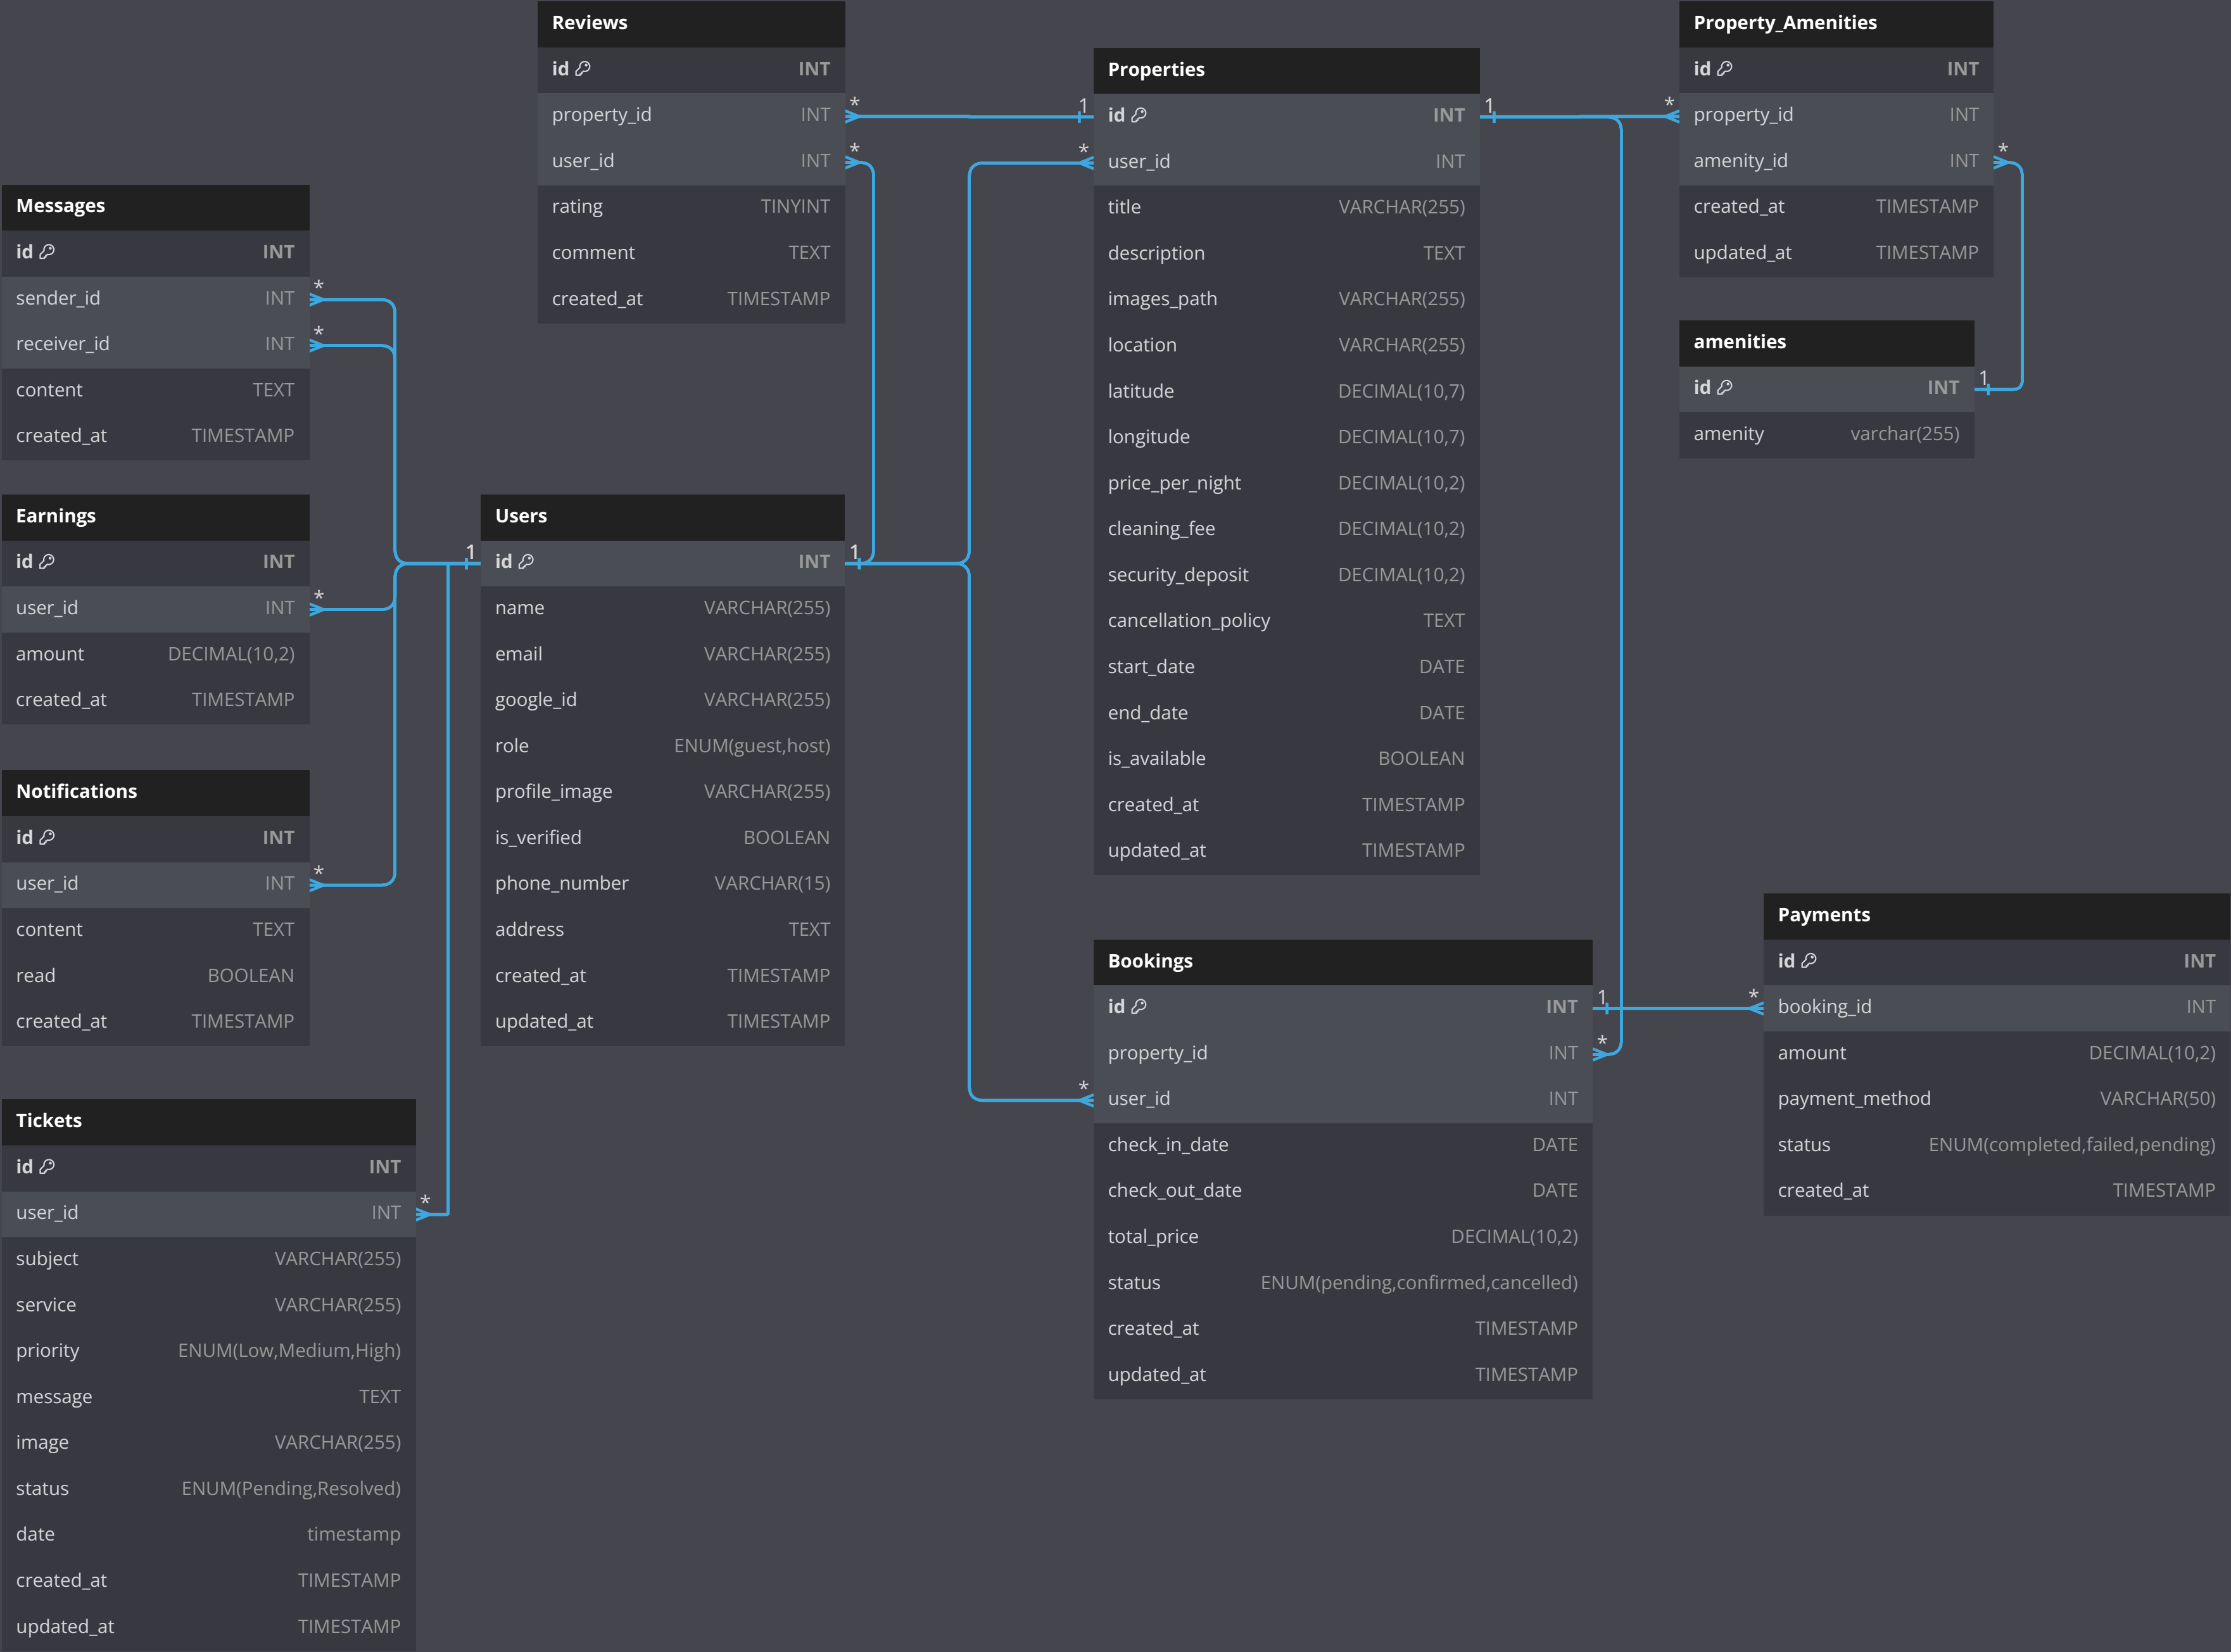 Reviews
id INT
property_id INT
user_id INT
rating TINYINT
comment TEXT
created_at TIMESTAMP
* 1
*
Properties
id INT
user_id INT
title VARCHAR(255)
description TEXT
images_path VARCHAR(255)
location VARCHAR(255)
latitude DECIMAL(10,7)
longitude DECIMAL(10,7)
price_per_night DECIMAL(10,2)
cleaning_fee DECIMAL(10,2)
security_deposit DECIMAL(10,2)
cancellation_policy TEXT
start_date DATE
end_date DATE
is_available BOOLEAN
created_at TIMESTAMP
updated_at TIMESTAMP
*
1 *
Property_Amenities
id INT
property_id INT
amenity_id INT
created_at TIMESTAMP
updated_at TIMESTAMP
*
amenities
id INT
amenity varchar(255)
1
Messages
id INT
sender_id INT
receiver_id INT
content TEXT
created_at TIMESTAMP
*
*
Earnings
id INT
user_id INT
amount DECIMAL(10,2)
created_at TIMESTAMP
*
Users
id INT
name VARCHAR(255)
email VARCHAR(255)
google_id VARCHAR(255)
role ENUM(guest,host)
profile_image VARCHAR(255)
is_verified BOOLEAN
phone_number VARCHAR(15)
address TEXT
created_at TIMESTAMP
updated_at TIMESTAMP
1 1
Notifications
id INT
user_id INT
content TEXT
read BOOLEAN
created_at TIMESTAMP
*
Tickets
id INT
user_id INT
subject VARCHAR(255)
service VARCHAR(255)
priority ENUM(Low,Medium,High)
message TEXT
image VARCHAR(255)
status ENUM(Pending,Resolved)
date timestamp
created_at TIMESTAMP
updated_at TIMESTAMP
*
Bookings
id INT
property_id INT
user_id INT
check_in_date DATE
check_out_date DATE
total_price DECIMAL(10,2)
status ENUM(pending,confirmed,cancelled)
created_at TIMESTAMP
updated_at TIMESTAMP
1 *
*
*
Payments
id INT
booking_id INT
amount DECIMAL(10,2)
payment_method VARCHAR(50)
status ENUM(completed,failed,pending)
created_at TIMESTAMP